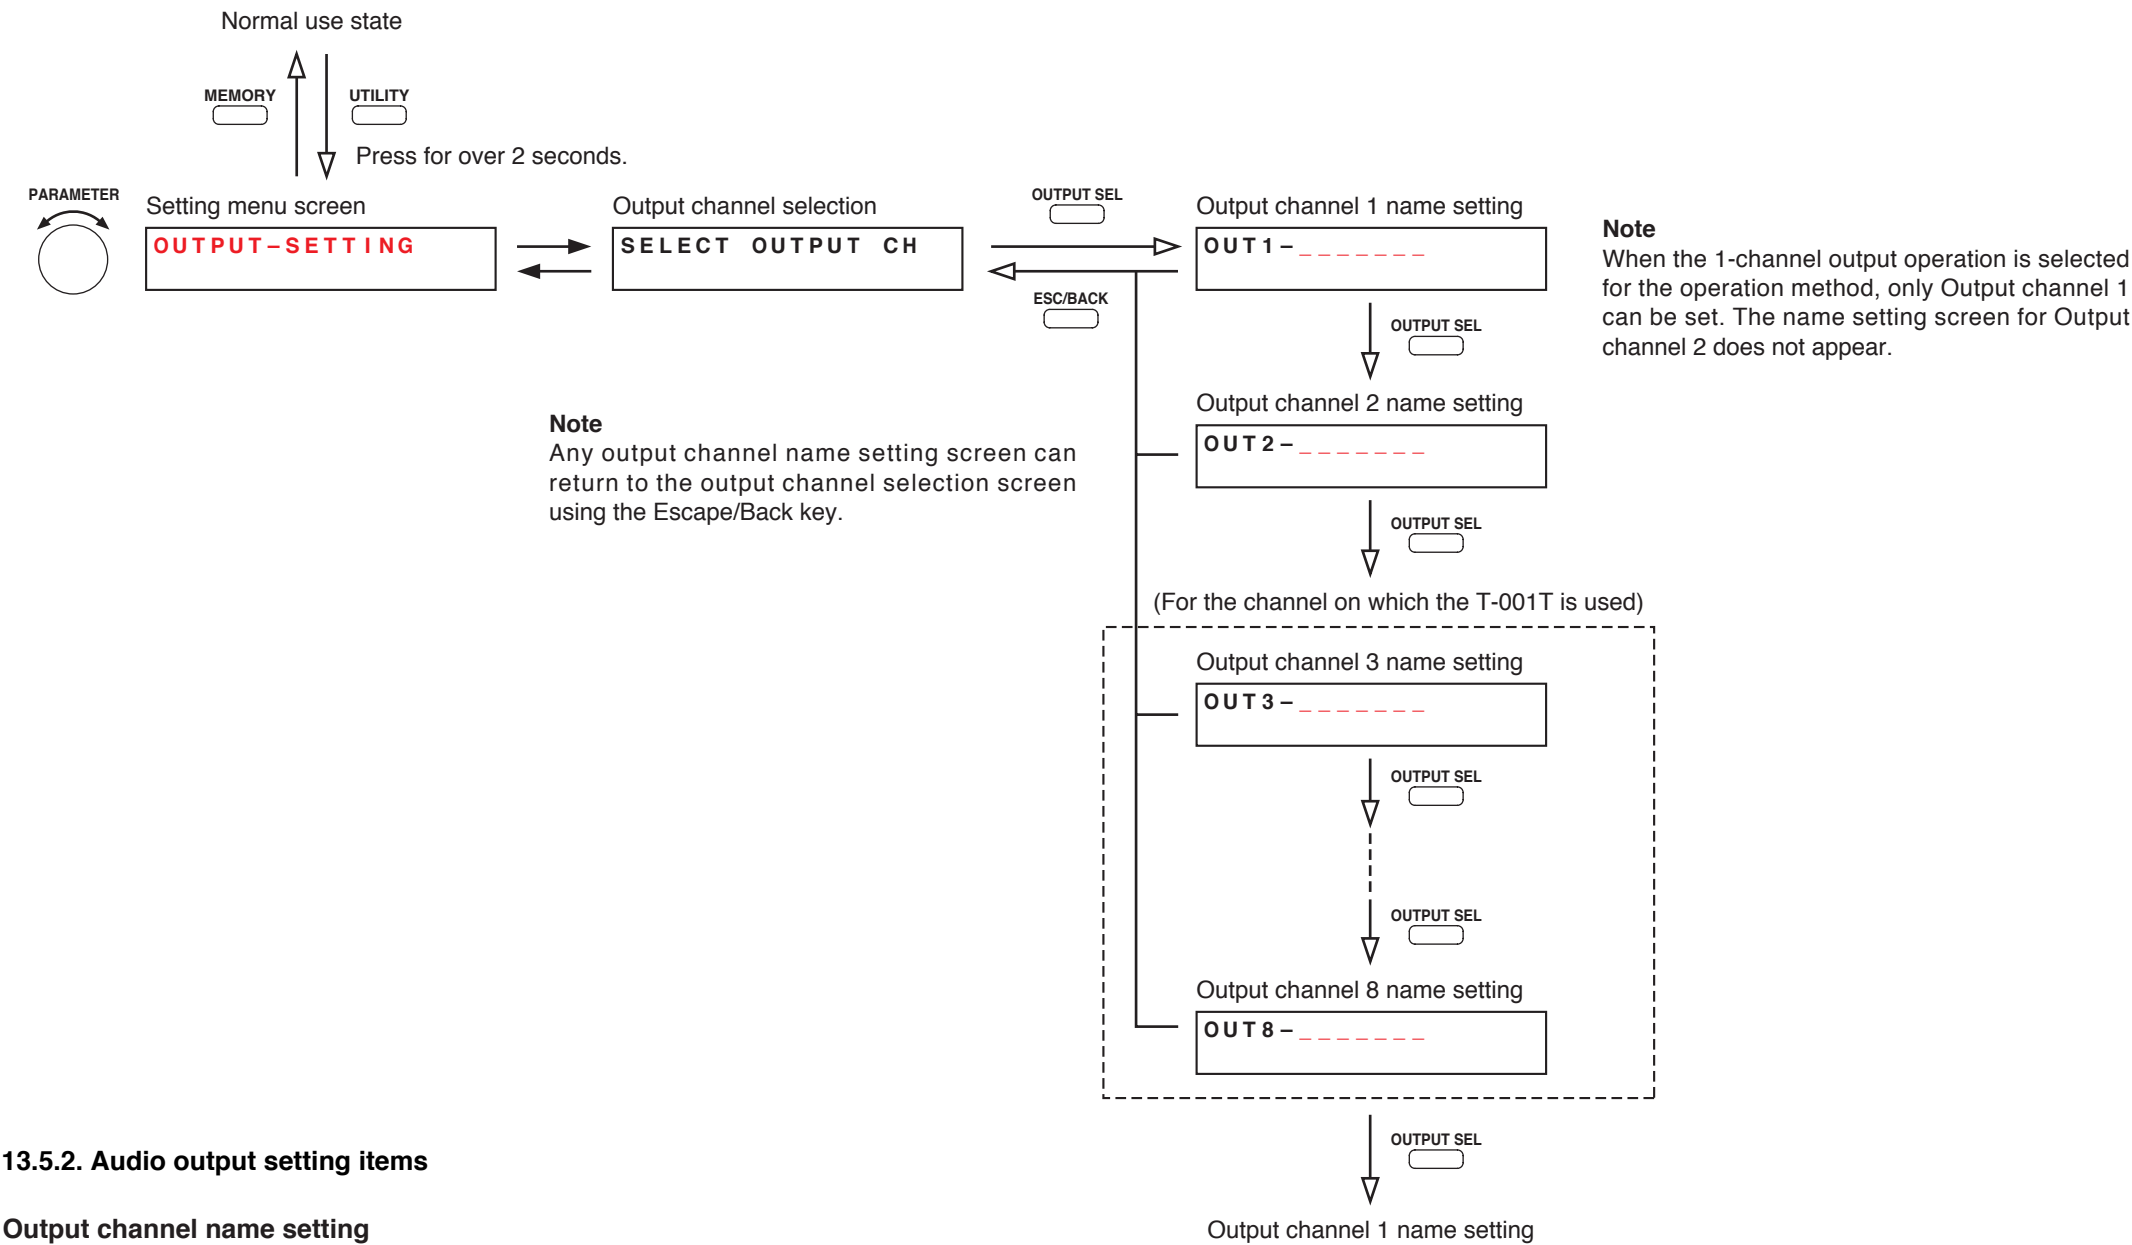 Normal use state
MEMORY
UTILITY
Press for over 2 seconds.
PARAMETER
Setting menu screen
OUTPUT–SETTING
Output channel selection
SELECT OUTPUT CH
OUTPUT SEL
ESC/BACK
Output channel 1 name setting
OUT1–_______
Note
When the 1-channel output operation is selected
for the operation method, only Output channel 1
can be set. The name setting screen for Output
channel 2 does not appear.
OUTPUT SEL
Output channel 2 name setting
OUT2–_______
Note
Any output channel name setting screen can
return to the output channel selection screen
using the Escape/Back key.
OUTPUT SEL
(For the channel on which the T-001T is used)
Output channel 3 name setting
OUT3–_______
OUTPUT SEL
OUTPUT SEL
Output channel 8 name setting
OUT8–_______
OUTPUT SEL
Output channel 1 name setting
13.5.2. Audio output setting items
Output channel name setting